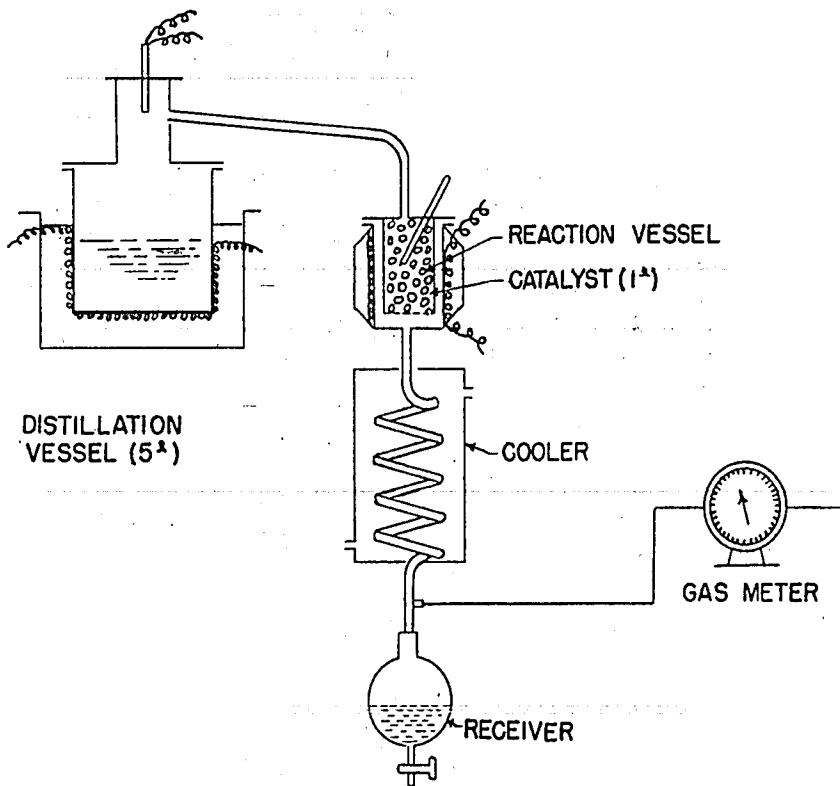 REACTION VESSEL
CATALYST (1ℓ)
DISTILLATION
VESSEL (5ℓ)
COOLER
GAS METER
RECEIVER